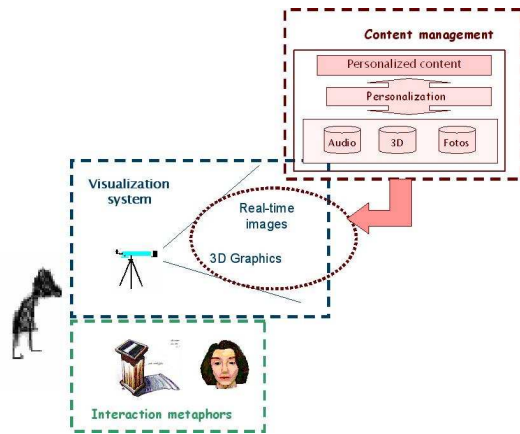 Content management
Personalized content
Personalization
Audio
3D
Fotos
Visualization
system
Real-time
images
3D Graphics
Interaction metaphors